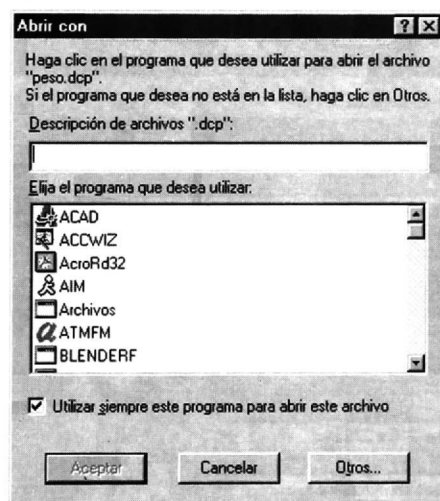 Abrir con
Haga clic en el programa que desea utilizar para abrir el archivo
"peso.dcp".
Si el programa que desea no está en la lista, haga clic en Otros.
Descripción de archivos ".dcp":
Elija el programa que desea utilizar:
ACAD
ACCWIZ
AcroRd32
AIM
Archivos
ATMFM
BLENDERF
Utilizar siempre este programa para abrir este archivo
Aceptar
Cancelar
Otros...